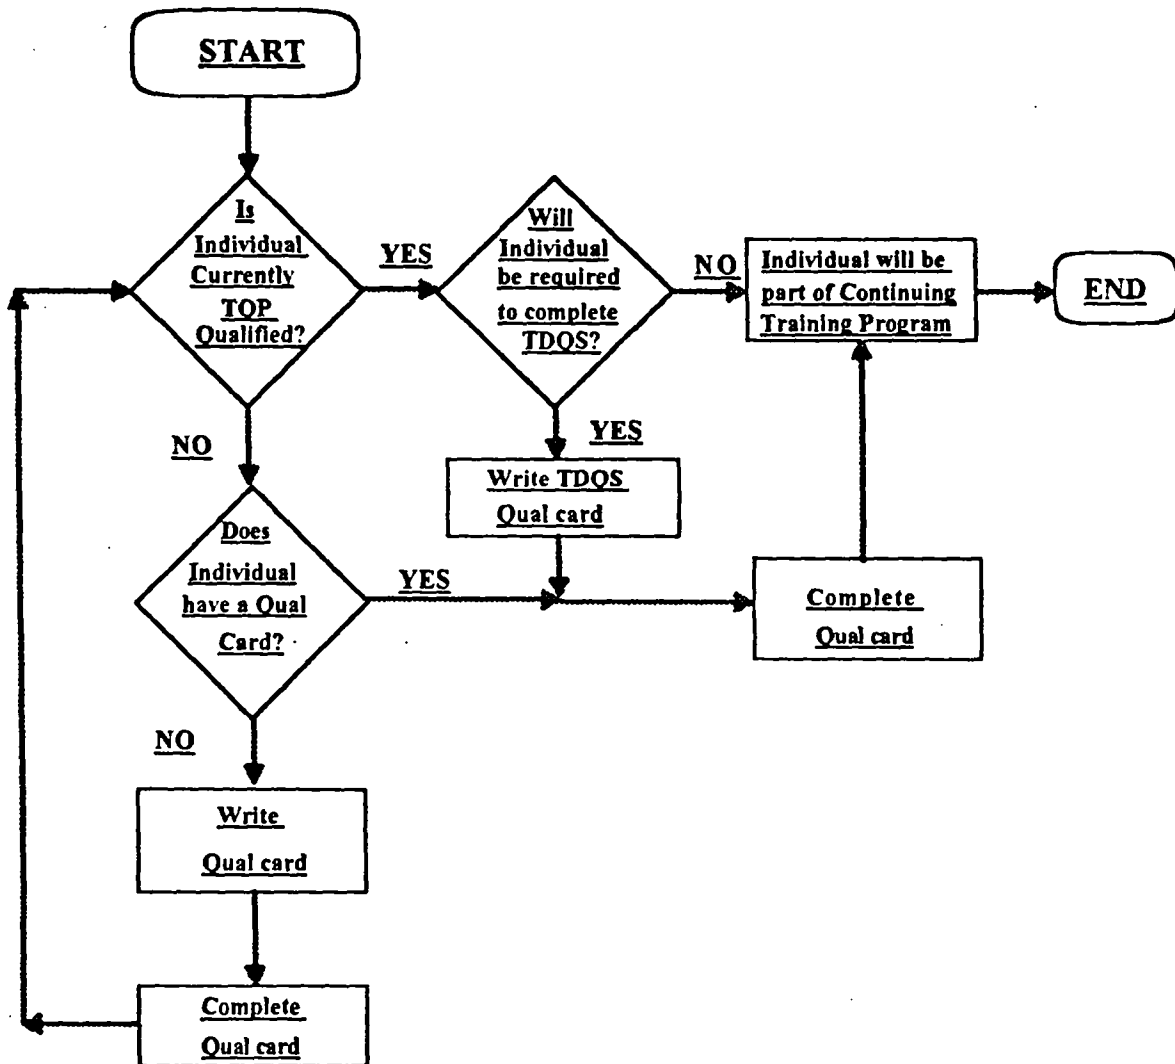 START
Is
Individual
Currently
TQP
Qualified?
YES
Will
Individual
be required
to complete
TDQS?
NO
Individual will be
part of Continuing
Training Program
END
NO
YES
Write TDQS
Qual card
Does
Individual
have a Qual
Card?
YES
Complete
Qual card
NO
Write
Qual card
Complete
Qual card